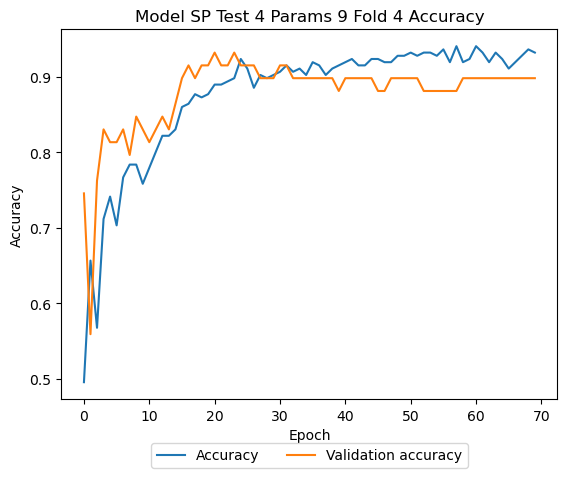 Model SP Test 4 Params 9 Fold 4 Accuracy
Accuracy
0.9
0.8
0.7
0.6
0.5
0 10 20 30 40 50 60 70
Epoch
Accuracy Validation accuracy